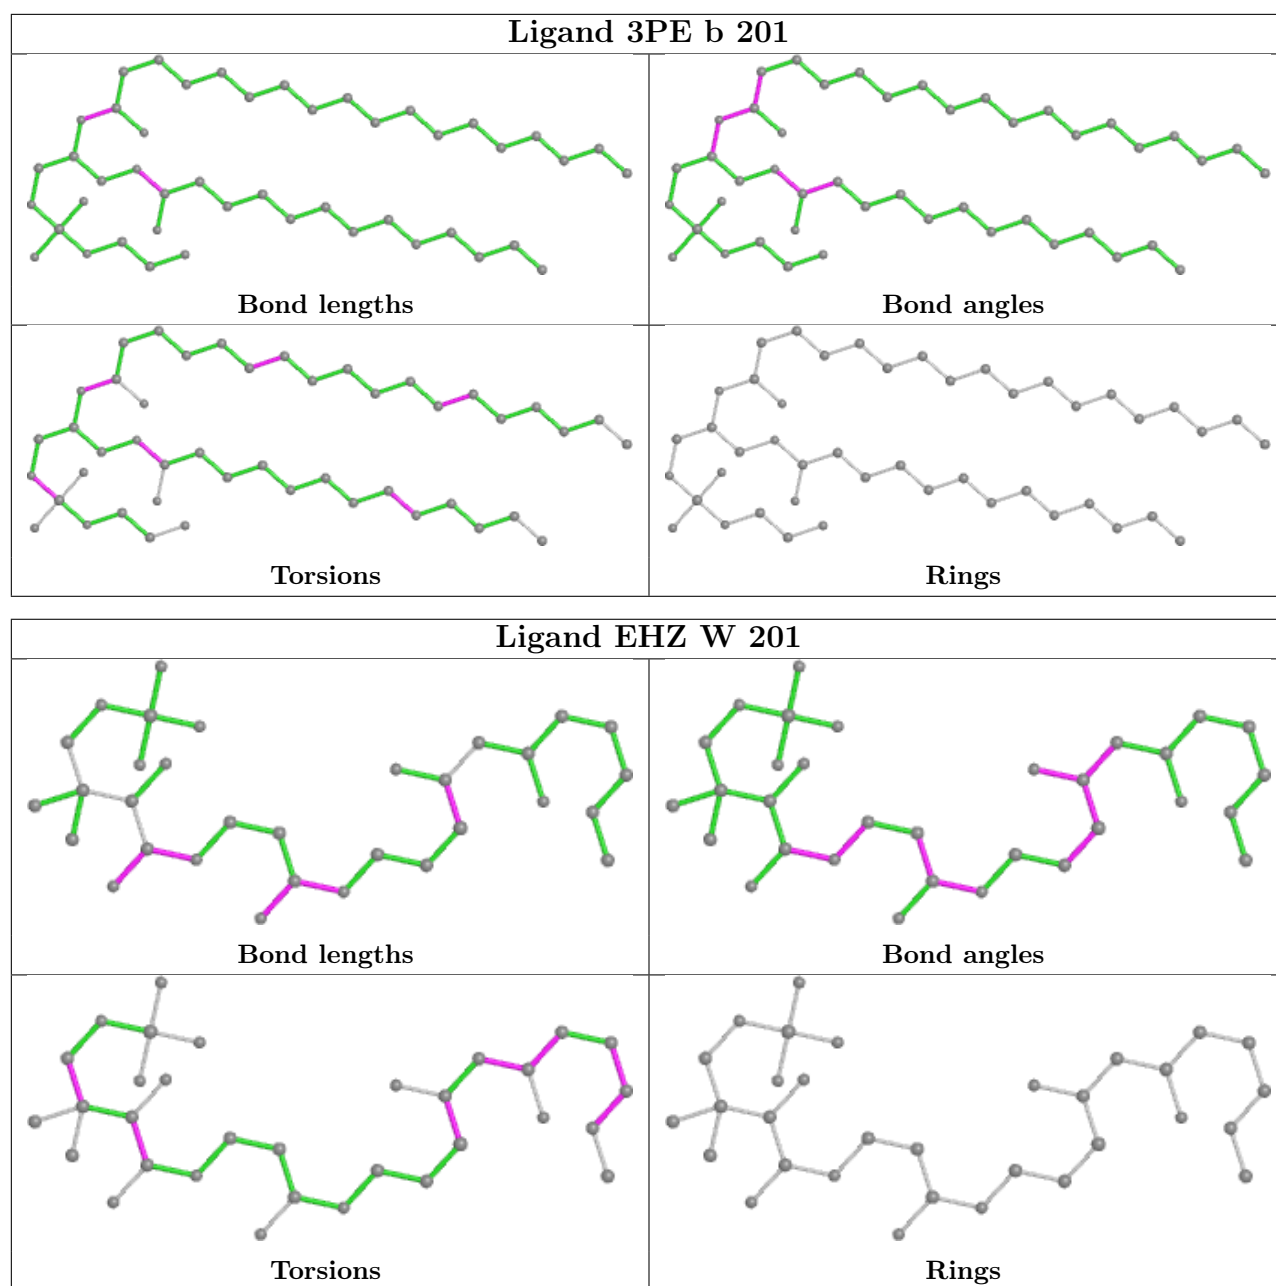 Ligand 3PE b 201
Bond lengths
Bond angles
Torsions
Rings
Ligand EHZ W 201
Bond lengths
Bond angles
Torsions
Rings